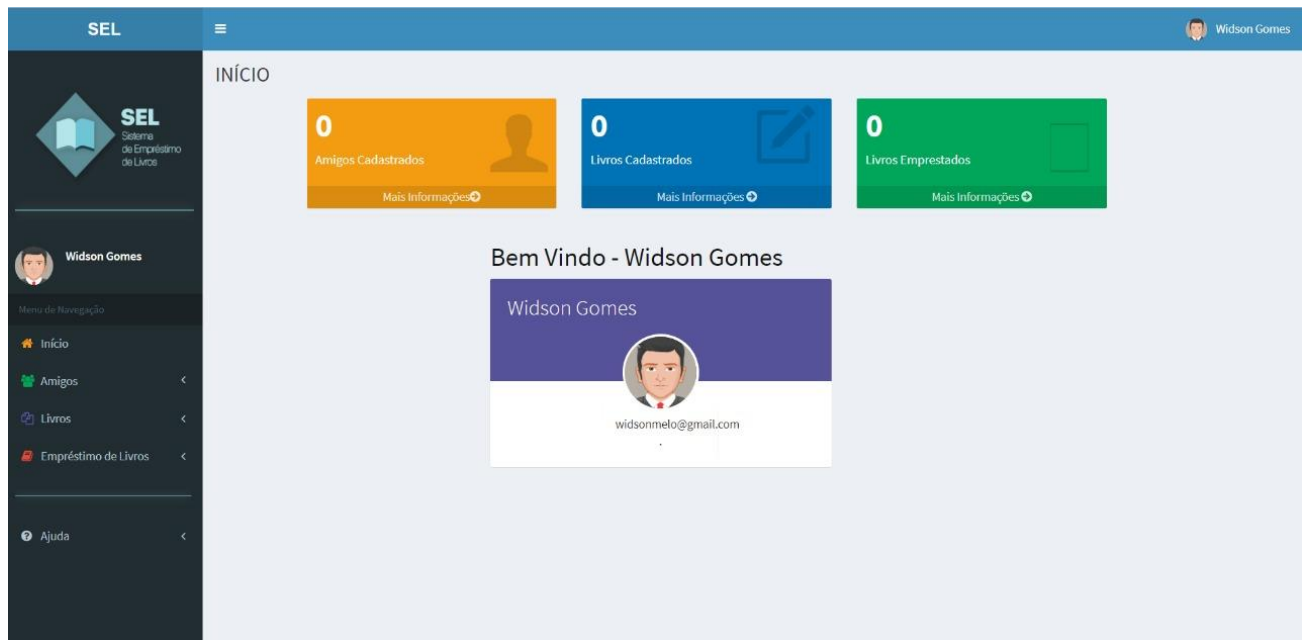 SEL
Widson Gomes
SEL
Sistema
de Empréstimo
de Livros
Widson Gomes
Menu de Navegação
Início
Amigos
Livros
Empréstimo de Livros
Ajuda
INÍCIO
0
Amigos Cadastrados
Mais Informações
0
Livros Cadastrados
Mais Informações
0
Livros Emprestados
Mais Informações
Bem Vindo - Widson Gomes
Widson Gomes
widsonmelo@gmail.com
.